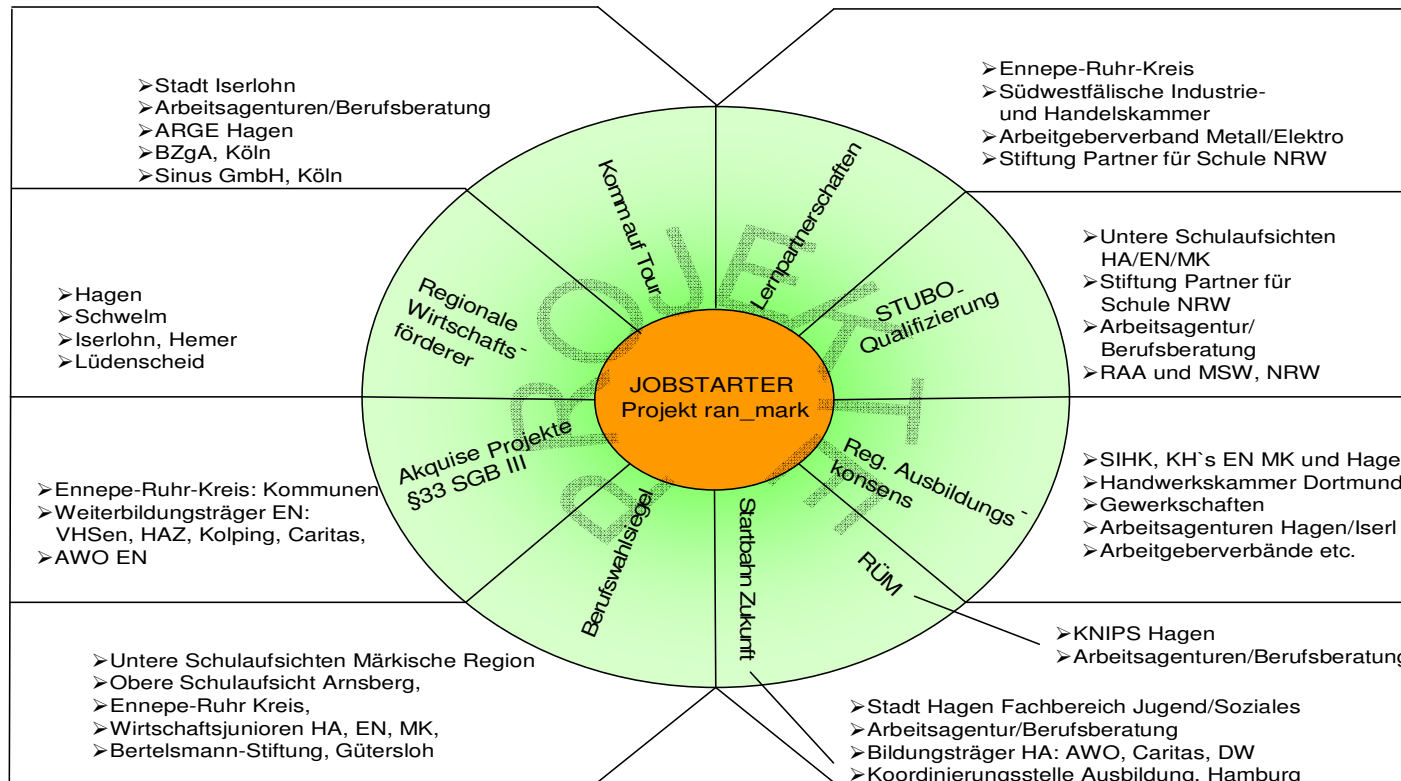 ➢Stadt Iserlohn
➢Arbeitsagenturen/Berufsberatung
➢ARGE Hagen
➢BZgA, Köln
➢Sinus GmbH, Köln
➢Ennepe-Ruhr-Kreis
➢Südwestfälische Industrie-
und Handelskammer
➢Arbeitgeberverband Metall/Elektro
➢Stiftung Partner für Schule NRW
➢Hagen
➢Schwelm
➢Iserlohn, Hemer
➢Lüdenscheid
➢Untere Schulaufsichten
HA/EN/MK
➢Stiftung Partner für
Schule NRW
➢Arbeitsagentur/
Berufsberatung
➢RAA und MSW, NRW
➢Ennepe-Ruhr-Kreis: Kommunen
➢Weiterbildungsträger EN:
VHSen, HAZ, Kolping, Caritas,
➢AWO EN
➢SIHK, KH`s EN MK und Hage
➢Handwerkskammer Dortmund
➢Gewerkschaften
➢Arbeitsagenturen Hagen/Iserl
➢Arbeitgeberverbände etc.
➢Untere Schulaufsichten Märkische Region
➢Obere Schulaufsicht Arnsberg,
➢Ennepe-Ruhr Kreis,
➢Wirtschaftsjunioren HA, EN, MK,
➢Bertelsmann-Stiftung, Gütersloh
➢KNIPS Hagen
➢Arbeitsagenturen/Berufsberatung
➢Stadt Hagen Fachbereich Jugend/Soziales
➢Arbeitsagentur/Berufsberatung
➢Bildungsträger HA: AWO, Caritas, DW
➢Koordinierungsstelle Ausbildung, Hamburg
Komm auf Tour
Lernpartnerschaften
STUBO-
Qualifizierung
Reg. Ausbildungs-
konsens
RÜM
Startbahn Zukunft
Berufswahlsiegel
Akquise Projekte
§33 SGB III
Regionale
Wirtschafts-
förderer
PROJEKTE
JOBSTARTER
Projekt ran_mark